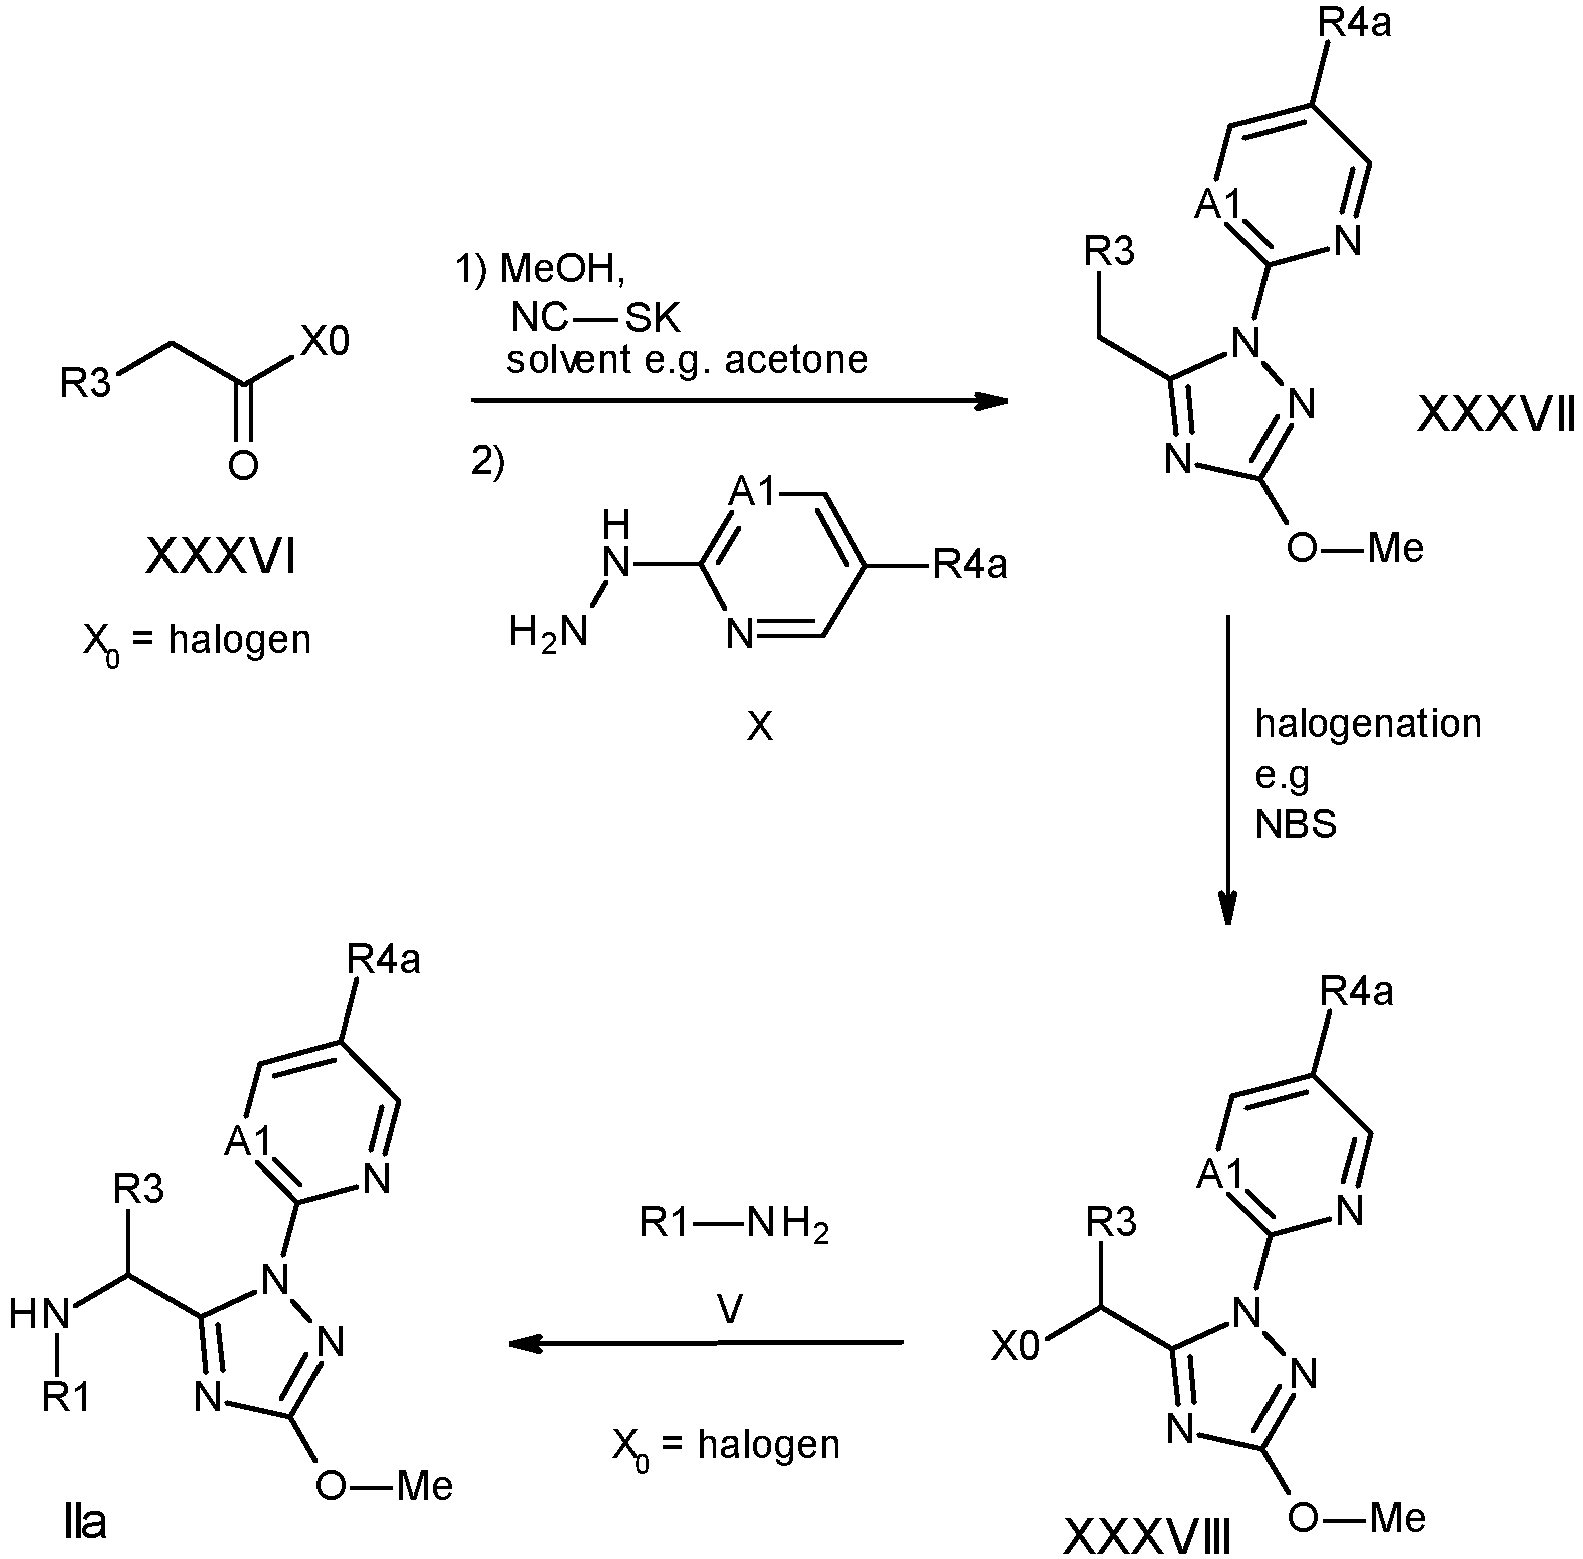 R4a
A1
N
R3
N
N
N
O—Me
XXXVII
1) MeOH,
NC—SK
solvent e.g. acetone
2)
X0
R3
O
XXXVI
X0 = halogen
A1
H
N
H2N
N
R4a
X
halogenation
e.g
NBS
R4a
A1
N
R3
HN
R1
N
N
N
O—Me
IIa
R1—NH2
V
X0 = halogen
R4a
A1
N
R3
X0
N
N
N
O—Me
XXXVIII